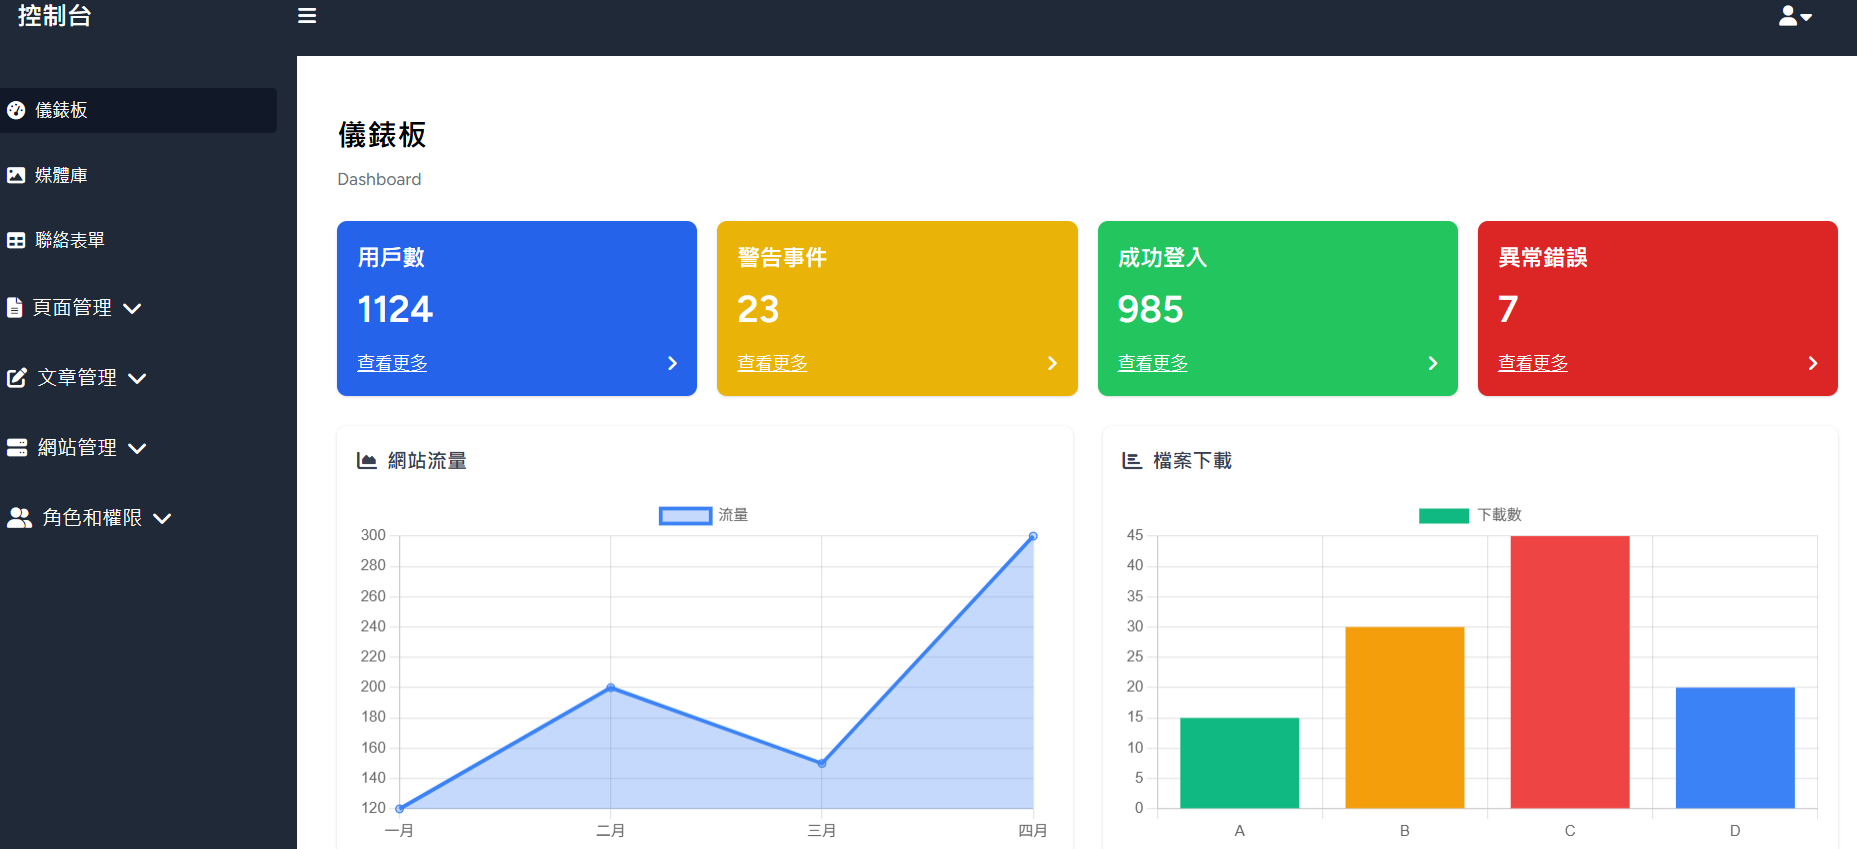 控制台
儀錶板
媒體庫
聯絡表單
頁面管理
文章管理
網站管理
角色和權限
儀錶板
Dashboard
用戶數
1124
查看更多
警告事件
23
查看更多
成功登入
985
查看更多
異常錯誤
7
查看更多
網站流量
流量
300
280
260
240
220
200
180
160
140
120
一月 二月 三月 四月
檔案下載
下載數
45
40
35
30
25
20
15
10
5
0
A B C D